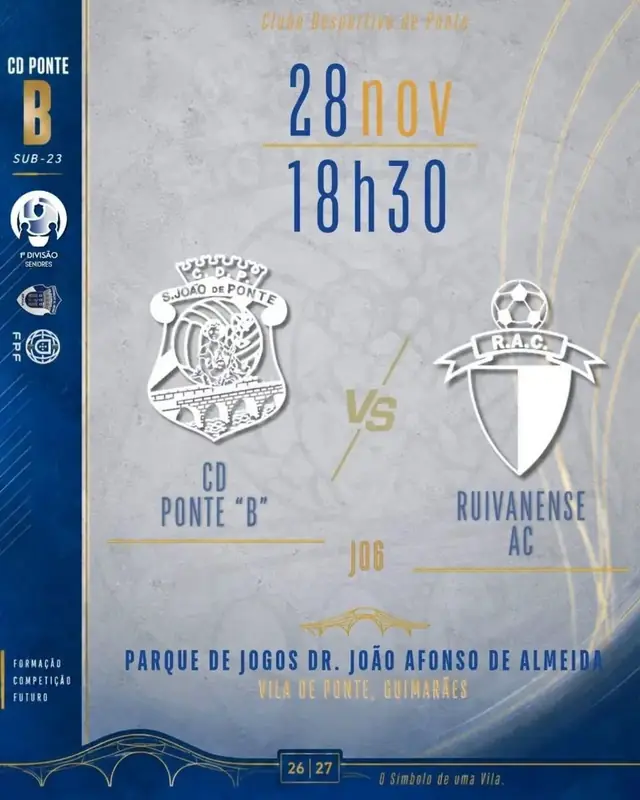 Clube Desportivo de Ponte
CD PONTE
B
SUB-23
1ª DIVISÃO
SENIORES
FPF
28nov
18h30
C.D.P.
S. JOÃO DE PONTE
R.A.C.
VS
CD
PONTE "B"
RUIVANENSE
AC
J06
PARQUE DE JOGOS DR. JOÃO AFONSO DE ALMEIDA
VILA DE PONTE, GUIMARÃES
FORMAÇÃO
COMPETIÇÃO
FUTURO
26|27
O Símbolo de uma Vila.